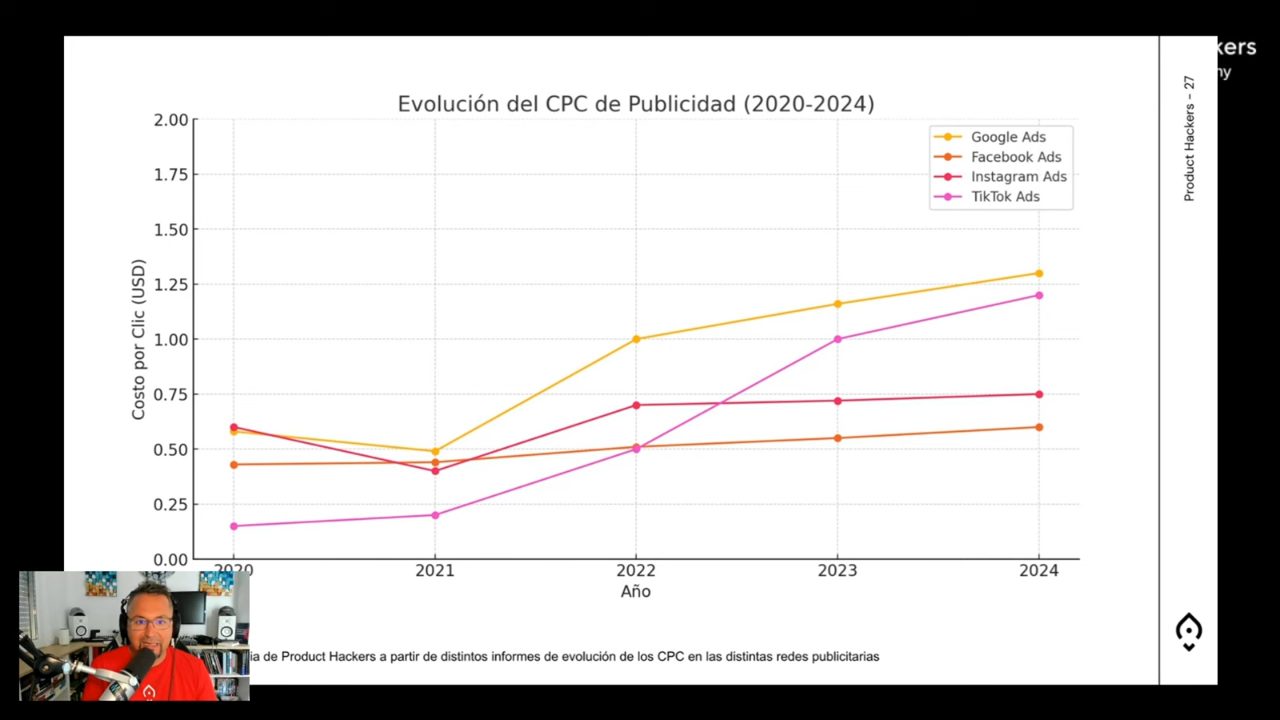 Evolución del CPC de Publicidad (2020-2024)
2.00
1.75
1.50
1.25
1.00
0.75
0.50
0.25
0.00
Costo por Clic (USD)
2020
2021
2022
2023
2024
Año
Google Ads
Facebook Ads
Instagram Ads
TikTok Ads
Product Hackers – 27
de Product Hackers a partir de distintos informes de evolución de los CPC en las distintas redes publicitarias